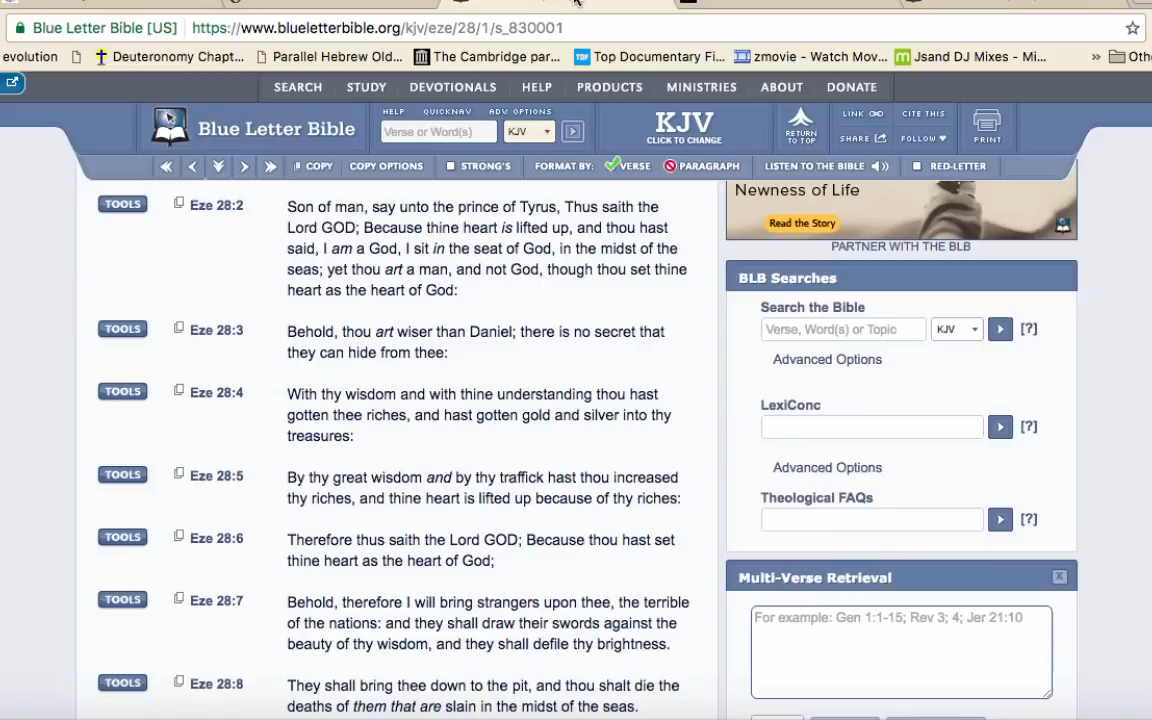 Blue Letter Bible [US]
https://www.blueletterbible.org/kjv/eze/28/1/s_830001
evolution
Deuteronomy Chapt...
Parallel Hebrew Old...
The Cambridge par...
TDF
Top Documentary Fi...
zmovie - Watch Mov...
m
Jsand DJ Mixes - Mi...
»
Othe
SEARCH STUDY DEVOTIONALS HELP PRODUCTS MINISTRIES ABOUT DONATE
Blue Letter Bible
HELP QUICKNAV ADV. OPTIONS
Verse or Word(s) KJV
KJV
CLICK TO CHANGE
RETURN
TO TOP
LINK CITE THIS
SHARE FOLLOW
PRINT
COPY COPY OPTIONS STRONG'S FORMAT BY: VERSE PARAGRAPH LISTEN TO THE BIBLE RED-LETTER
TOOLS Eze 28:2 Son of man, say unto the prince of Tyrus, Thus saith the
Lord GOD; Because thine heart is lifted up, and thou hast
said, I am a God, I sit in the seat of God, in the midst of the
seas; yet thou art a man, and not God, though thou set thine
heart as the heart of God:
TOOLS Eze 28:3 Behold, thou art wiser than Daniel; there is no secret that
they can hide from thee:
TOOLS Eze 28:4 With thy wisdom and with thine understanding thou hast
gotten thee riches, and hast gotten gold and silver into thy
treasures:
TOOLS Eze 28:5 By thy great wisdom and by thy traffick hast thou increased
thy riches, and thine heart is lifted up because of thy riches:
TOOLS Eze 28:6 Therefore thus saith the Lord GOD; Because thou hast set
thine heart as the heart of God;
TOOLS Eze 28:7 Behold, therefore I will bring strangers upon thee, the terrible
of the nations: and they shall draw their swords against the
beauty of thy wisdom, and they shall defile thy brightness.
TOOLS Eze 28:8 They shall bring thee down to the pit, and thou shalt die the
deaths of them that are slain in the midst of the seas.
Newness of Life
Read the Story
PARTNER WITH THE BLB
BLB Searches
Search the Bible
Verse, Word(s) or Topic KJV [?]
Advanced Options
LexiConc
[?]
Advanced Options
Theological FAQs
[?]
Multi-Verse Retrieval x
For example: Gen 1:1-15; Rev 3; 4; Jer 21:10